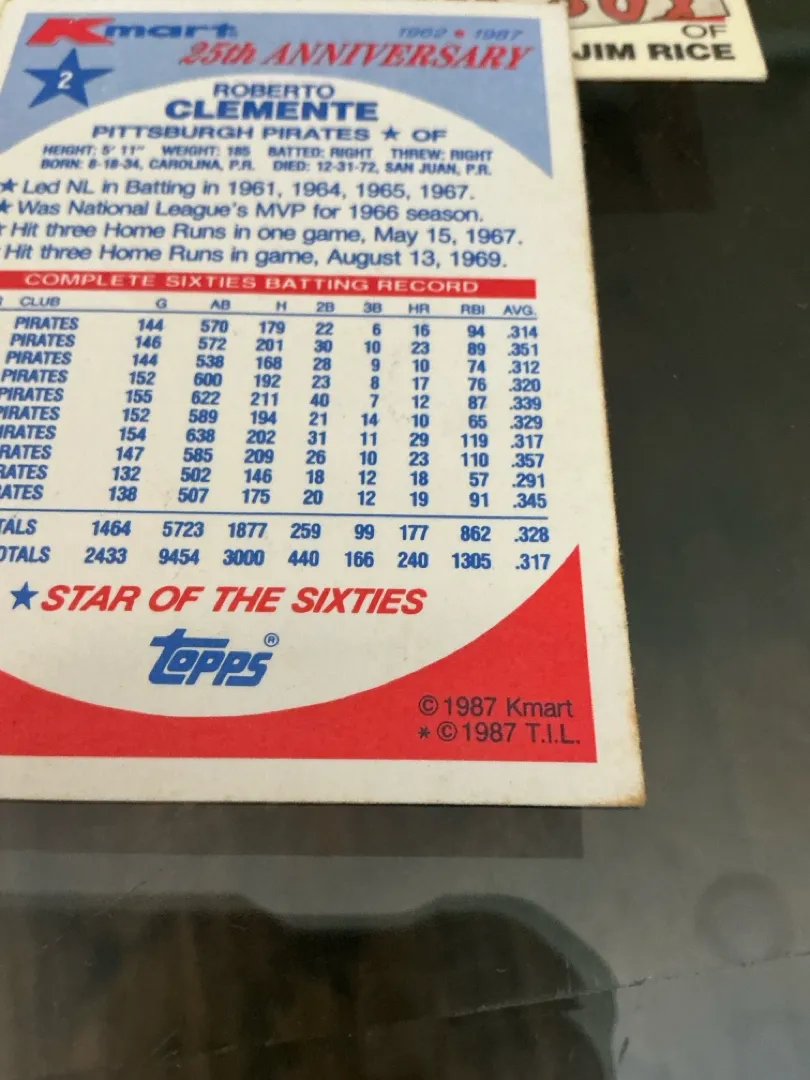 Kmart 1962 • 1987
25th ANNIVERSARY
2
ROBERTO
CLEMENTE
PITTSBURGH PIRATES ★ OF
HEIGHT: 5' 11" WEIGHT: 185 BATTED: RIGHT THREW: RIGHT
BORN: 8-18-34, CAROLINA, P.R. DIED: 12-31-72, SAN JUAN, P.R.
★ Led NL in Batting in 1961, 1964, 1965, 1967.
★ Was National League's MVP for 1966 season.
Hit three Home Runs in one game, May 15, 1967.
Hit three Home Runs in game, August 13, 1969.
COMPLETE SIXTIES BATTING RECORD
CLUB G AB H 2B 3B HR RBI AVG.
PIRATES 144 570 179 22 6 16 94 .314
PIRATES 146 572 201 30 10 23 89 .351
PIRATES 144 538 168 28 9 10 74 .312
PIRATES 152 600 192 23 8 17 76 .320
PIRATES 155 622 211 40 7 12 87 .339
PIRATES 152 589 194 21 14 10 65 .329
IRATES 154 638 202 31 11 29 119 .317
RATES 147 585 209 26 10 23 110 .357
RATES 132 502 146 18 12 18 57 .291
ATES 138 507 175 20 12 19 91 .345
TALS 1464 5723 1877 259 99 177 862 .328
OTALS 2433 9454 3000 440 166 240 1305 .317
★ STAR OF THE SIXTIES
topps®
©1987 Kmart
*©1987 T.I.L.
OF
JIM RICE